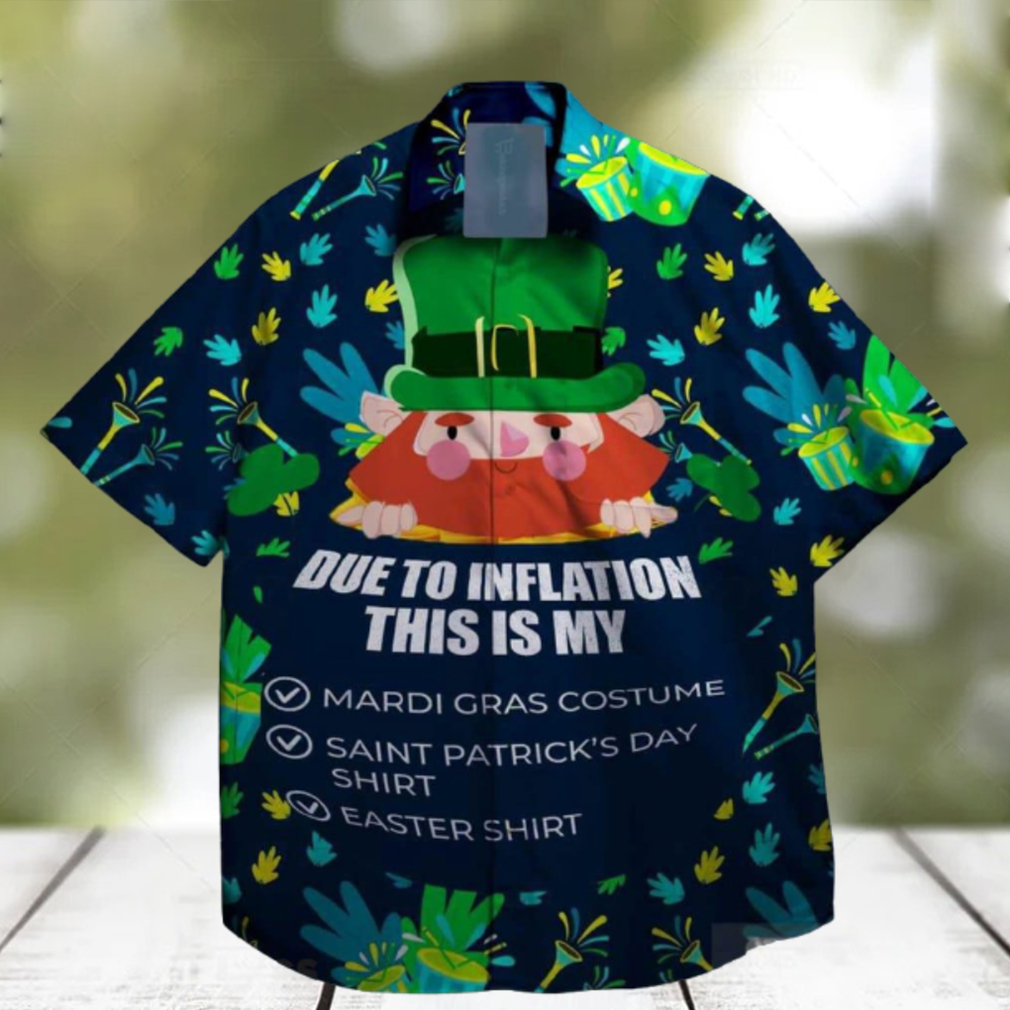 DUE TO INFLATION
THIS IS MY
MARDI GRAS COSTUME
SAINT PATRICK'S DAY
SHIRT
EASTER SHIRT